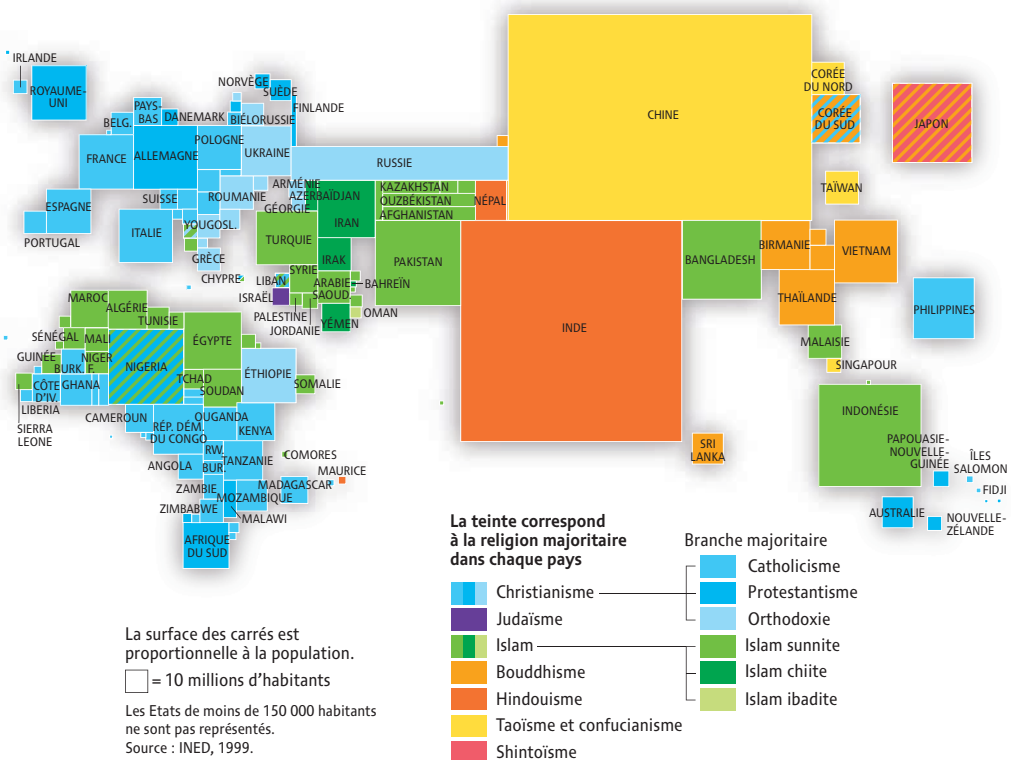 IRLANDE
ROYAUME-
UNI
NORVÈGE
SUÈDE
FINLANDE
PAYS-
BAS
DANEMARK
BELG.
BIÉLORUSSIE
FRANCE
ALLEMAGNE
POLOGNE
UKRAINE
RUSSIE
ESPAGNE
PORTUGAL
SUISSE
ITALIE
ROUMANIE
YOUGOSL.
GRÈCE
CHYPRE
ARMÉNIE
AZERBAÏDJAN
GÉORGIE
TURQUIE
KAZAKHSTAN
OUZBÉKISTAN
AFGHANISTAN
NÉPAL
IRAN
IRAK
SYRIE
LIBAN
ISRAËL
PALESTINE
JORDANIE
ARABIE
SAOUD.
BAHREÏN
OMAN
YÉMEN
PAKISTAN
CHINE
CORÉE
DU NORD
CORÉE
DU SUD
JAPON
TAÏWAN
INDE
BANGLADESH
BIRMANIE
VIETNAM
THAÏLANDE
PHILIPPINES
MALAISIE
SINGAPOUR
INDONÉSIE
SRI
LANKA
PAPOUASIE-
NOUVELLE-
GUINÉE
ÎLES
SALOMON
FIDJI
AUSTRALIE
NOUVELLE-
ZÉLANDE
MAROC
ALGÉRIE
TUNISIE
ÉGYPTE
SÉNÉGAL
MALI
GUINÉE
BURK. F.
NIGER
NIGERIA
TCHAD
SOUDAN
ÉTHIOPIE
SOMALIE
CÔTE
D'IV.
GHANA
LIBERIA
SIERRA
LEONE
CAMEROUN
RÉP. DÉM.
DU CONGO
OUGANDA
KENYA
RW.
BUR.
TANZANIE
COMORES
MAURICE
ANGOLA
ZAMBIE
MADAGASCAR
MOZAMBIQUE
ZIMBABWE
MALAWI
AFRIQUE
DU SUD
La surface des carrés est
proportionnelle à la population.
= 10 millions d'habitants
Les Etats de moins de 150 000 habitants
ne sont pas représentés.
Source : INED, 1999.
La teinte correspond
à la religion majoritaire
dans chaque pays
Christianisme
Judaïsme
Islam
Bouddhisme
Hindouisme
Taoïsme et confucianisme
Shintoïsme
Branche majoritaire
Catholicisme
Protestantisme
Orthodoxie
Islam sunnite
Islam chiite
Islam ibadite